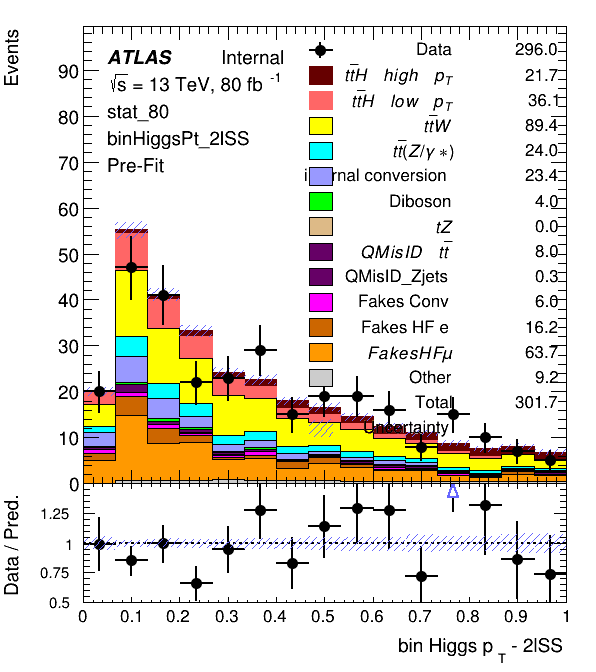 Events
ATLAS Internal
√s = 13 TeV, 80 fb -1
stat_80
binHiggsPt_2lSS
Pre-Fit
Data 296.0
tt̄H high pT 21.7
tt̄H low pT 36.1
tt̄W 89.4
tt̄(Z/γ *) 24.0
internal conversion 23.4
Diboson 4.0
tZ 0.0
QMisID tt̄ 8.0
QMisID_Zjets 0.3
Fakes Conv 6.0
Fakes HF e 16.2
FakesHFμ 63.7
Other 9.2
Total 301.7
Uncertainty
90
80
70
60
50
40
30
20
10
0
Data / Pred.
1.25
1
0.75
0.5
0 0.1 0.2 0.3 0.4 0.5 0.6 0.7 0.8 0.9 1
bin Higgs p T - 2lSS